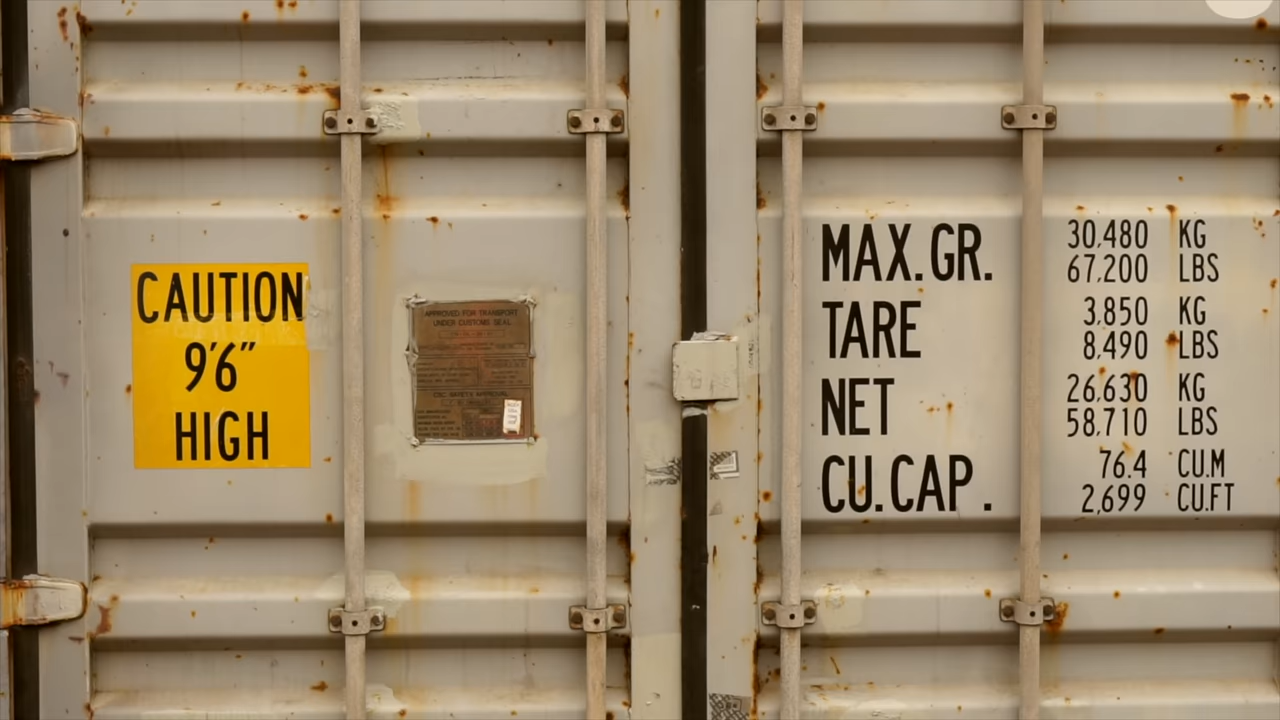 CAUTION
9'6"
HIGH
APPROVED FOR TRANSPORT
UNDER CUSTOMS SEAL
CSC SAFETY APPROVAL
MAX.GR. 30,480 KG
67,200 LBS
TARE 3,850 KG
8,490 LBS
NET 26,630 KG
58,710 LBS
CU.CAP. 76.4 CU.M
2,699 CU.FT